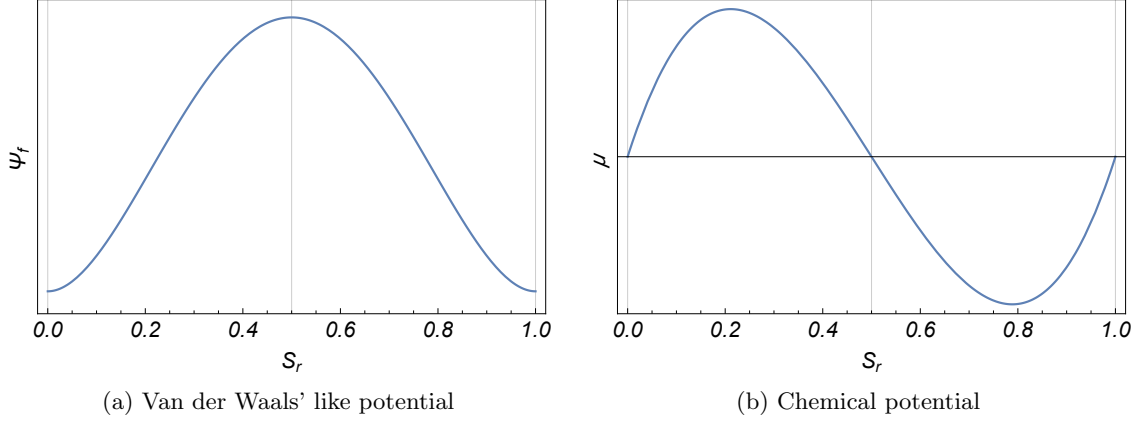 ψf
0.0 0.2 0.4 0.6 0.8 1.0
Sr
(a) Van der Waals’ like potential
μ
0.0 0.2 0.4 0.6 0.8 1.0
Sr
(b) Chemical potential